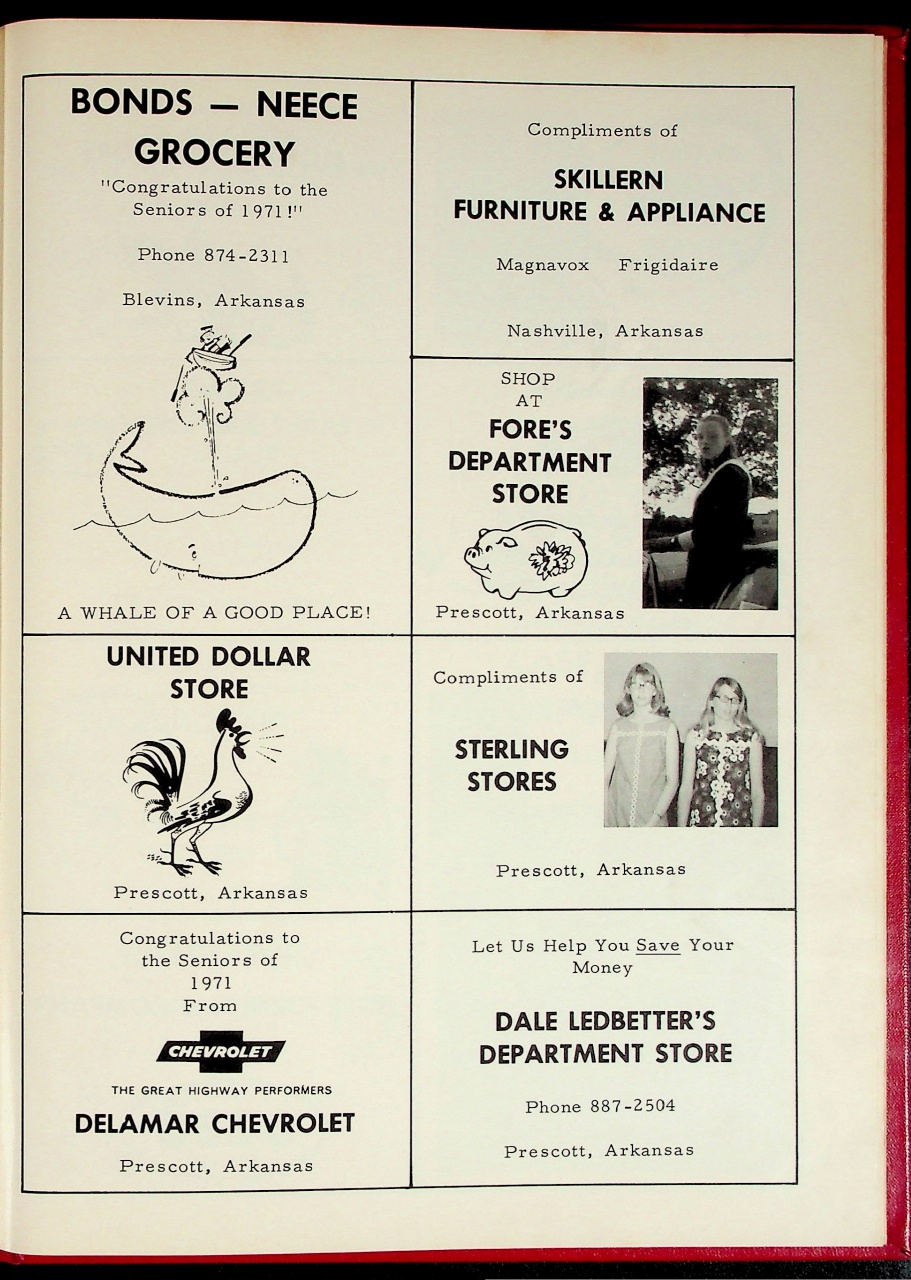 BONDS — NEECE
GROCERY
"Congratulations to the
Seniors of 1971!"
Phone 874-2311
Blevins, Arkansas
A WHALE OF A GOOD PLACE!
Compliments of
SKILLERN
FURNITURE & APPLIANCE
Magnavox Frigidaire
Nashville, Arkansas
SHOP
AT
FORE'S
DEPARTMENT
STORE
Prescott, Arkansas
UNITED DOLLAR
STORE
Prescott, Arkansas
Compliments of
STERLING
STORES
Prescott, Arkansas
Congratulations to
the Seniors of
1971
From
CHEVROLET
THE GREAT HIGHWAY PERFORMERS
DELAMAR CHEVROLET
Prescott, Arkansas
Let Us Help You Save Your
Money
DALE LEDBETTER'S
DEPARTMENT STORE
Phone 887-2504
Prescott, Arkansas